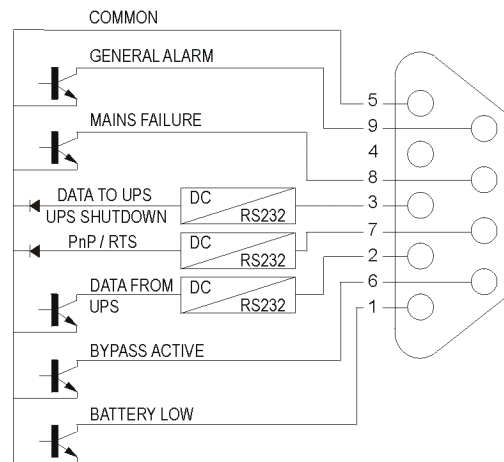 COMMON
GENERAL ALARM
5
9
MAINS FAILURE
4
8
DATA TO UPS
DC
3
UPS SHUTDOWN
RS232
7
PnP / RTS
DC
RS232
2
DATA FROM
DC
6
UPS
RS232
1
BYPASS ACTIVE
BATTERY LOW